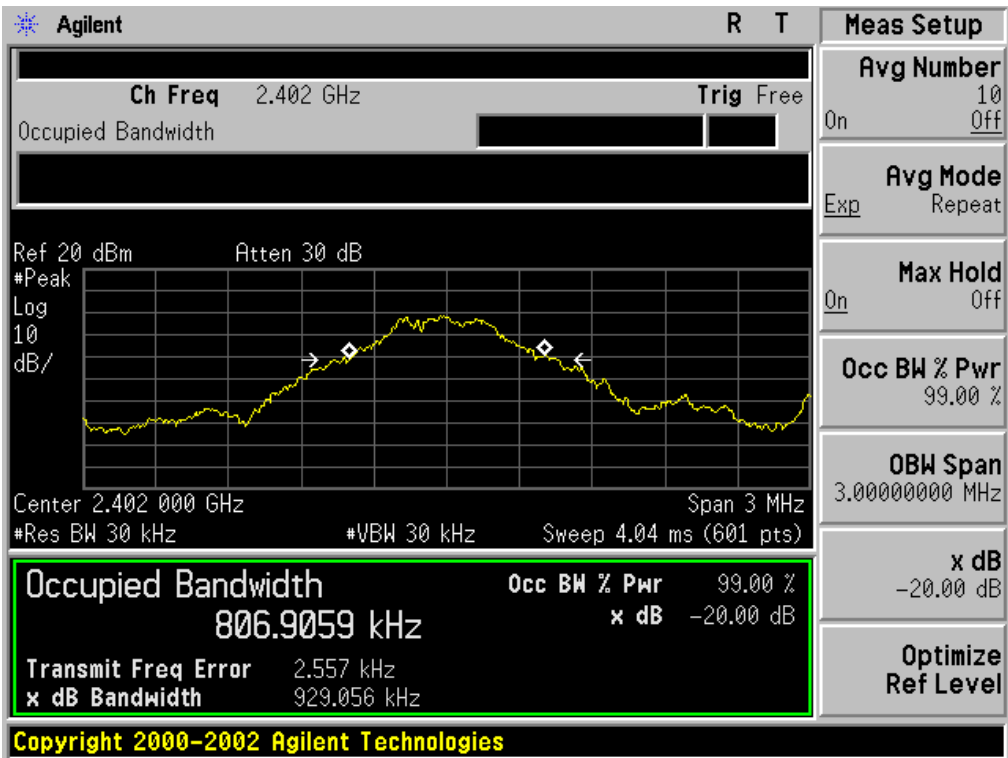 Agilent
R T
Ch Freq 2.402 GHz
Trig Free
Occupied Bandwidth
Ref 20 dBm
Atten 30 dB
#Peak
Log
10
dB/
Center 2.402 000 GHz
Span 3 MHz
#Res BW 30 kHz
#VBW 30 kHz
Sweep 4.04 ms (601 pts)
Occupied Bandwidth
806.9059 kHz
Occ BW % Pwr 99.00 %
x dB -20.00 dB
Transmit Freq Error 2.557 kHz
x dB Bandwidth 929.056 kHz
Copyright 2000-2002 Agilent Technologies
Meas Setup
Avg Number
10
On Off
Avg Mode
Exp Repeat
Max Hold
On Off
Occ BW % Pwr
99.00 %
OBW Span
3.00000000 MHz
x dB
-20.00 dB
Optimize
Ref Level